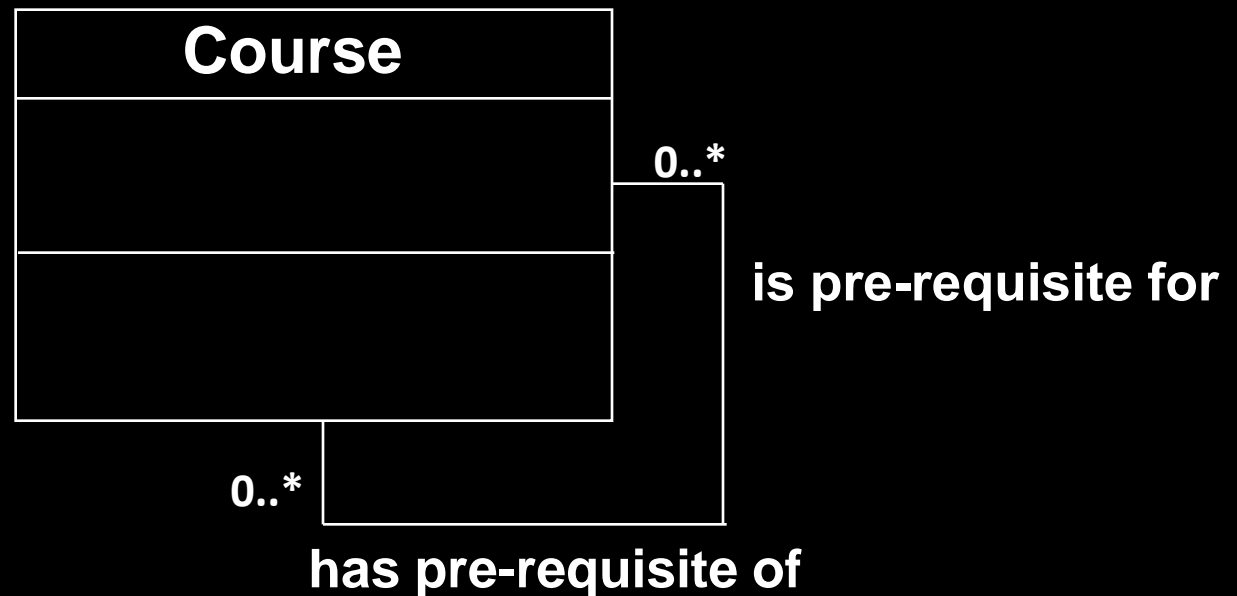 Course
0..*
is pre-requisite for
0..*
has pre-requisite of